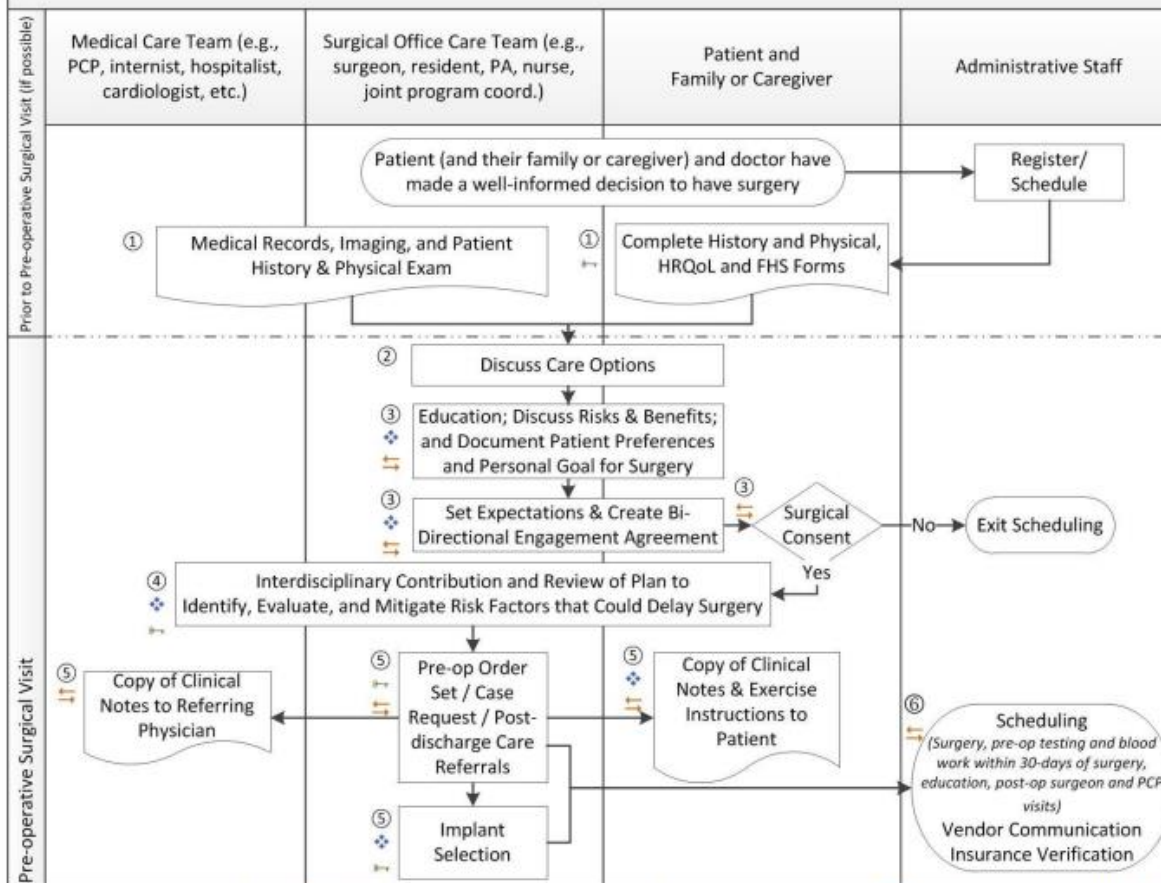 Prior to Pre-operative Surgical Visit (if possible)
Medical Care Team (e.g.,
PCP, internist, hospitalist,
cardiologist, etc.)
Surgical Office Care Team (e.g.,
surgeon, resident, PA, nurse,
joint program coord.)
Patient and
Family or Caregiver
Administrative Staff
Patient (and their family or caregiver) and doctor have
made a well-informed decision to have surgery
Register/
Schedule
①
Medical Records, Imaging, and Patient
History & Physical Exam
①
Complete History and Physical,
HRQoL and FHS Forms
Pre-operative Surgical Visit
②
Discuss Care Options
③
Education; Discuss Risks & Benefits;
and Document Patient Preferences
and Personal Goal for Surgery
③
Set Expectations & Create Bi-
Directional Engagement Agreement
③
Surgical
Consent
No
Exit Scheduling
Yes
④
Interdisciplinary Contribution and Review of Plan to
Identify, Evaluate, and Mitigate Risk Factors that Could Delay Surgery
⑤
Copy of Clinical
Notes to Referring
Physician
⑤
Pre-op Order
Set / Case
Request / Post-
discharge Care
Referrals
⑤
Copy of Clinical
Notes & Exercise
Instructions to
Patient
⑥
Scheduling
(Surgery, pre-op testing and blood
work within 30-days of surgery,
education, post-op surgeon and PCP
visits)
Vendor Communication
Insurance Verification
⑤
Implant
Selection